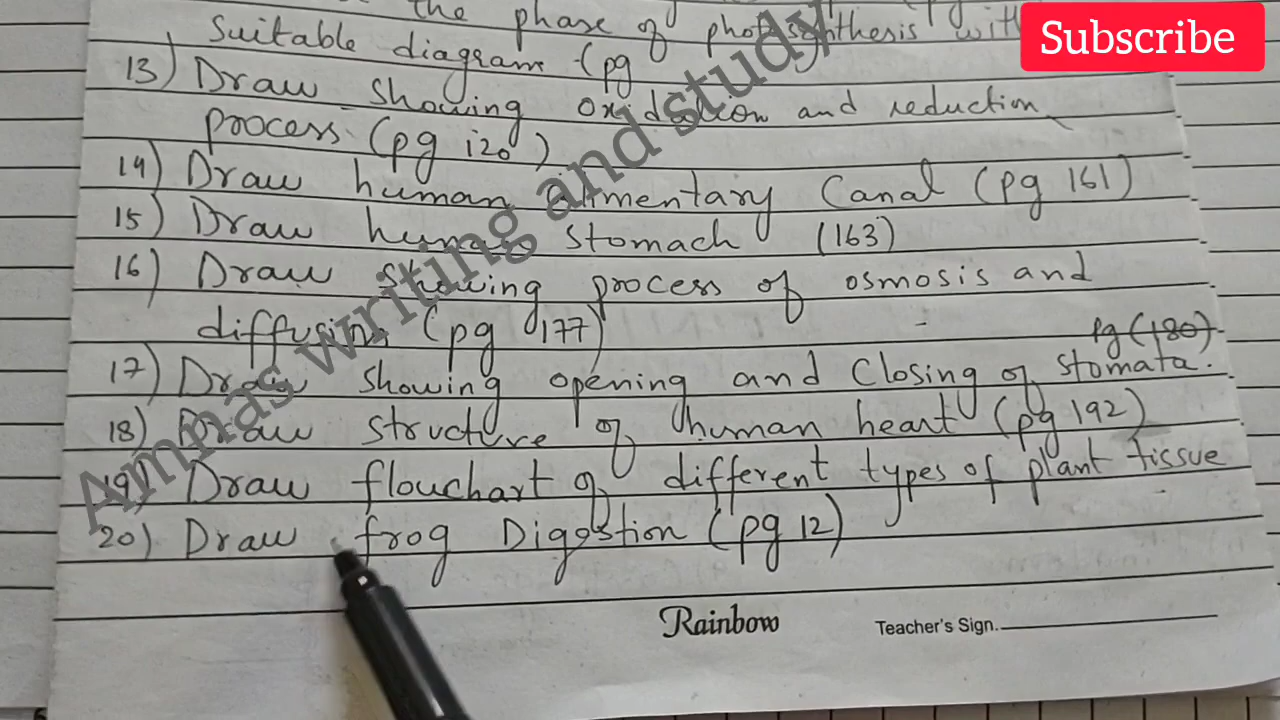 the phase of photosynthesis with
Subscribe
Suitable diagram (pg
13) Draw showing oxidation and reduction
process (pg 120)
14) Draw human alimentary Canal (pg 161)
15) Draw human stomach (163)
16) Draw showing process of osmosis and
diffusin (pg 177)
pg (180)
17) Draw showing opening and Closing of stomata.
18) Draw structure of human heart (pg 192)
19) Draw flouchart of different types of plant tissue
20) Draw frog Digestion (pg 12)
Aminas writing and study
Rainbow
Teacher's Sign.